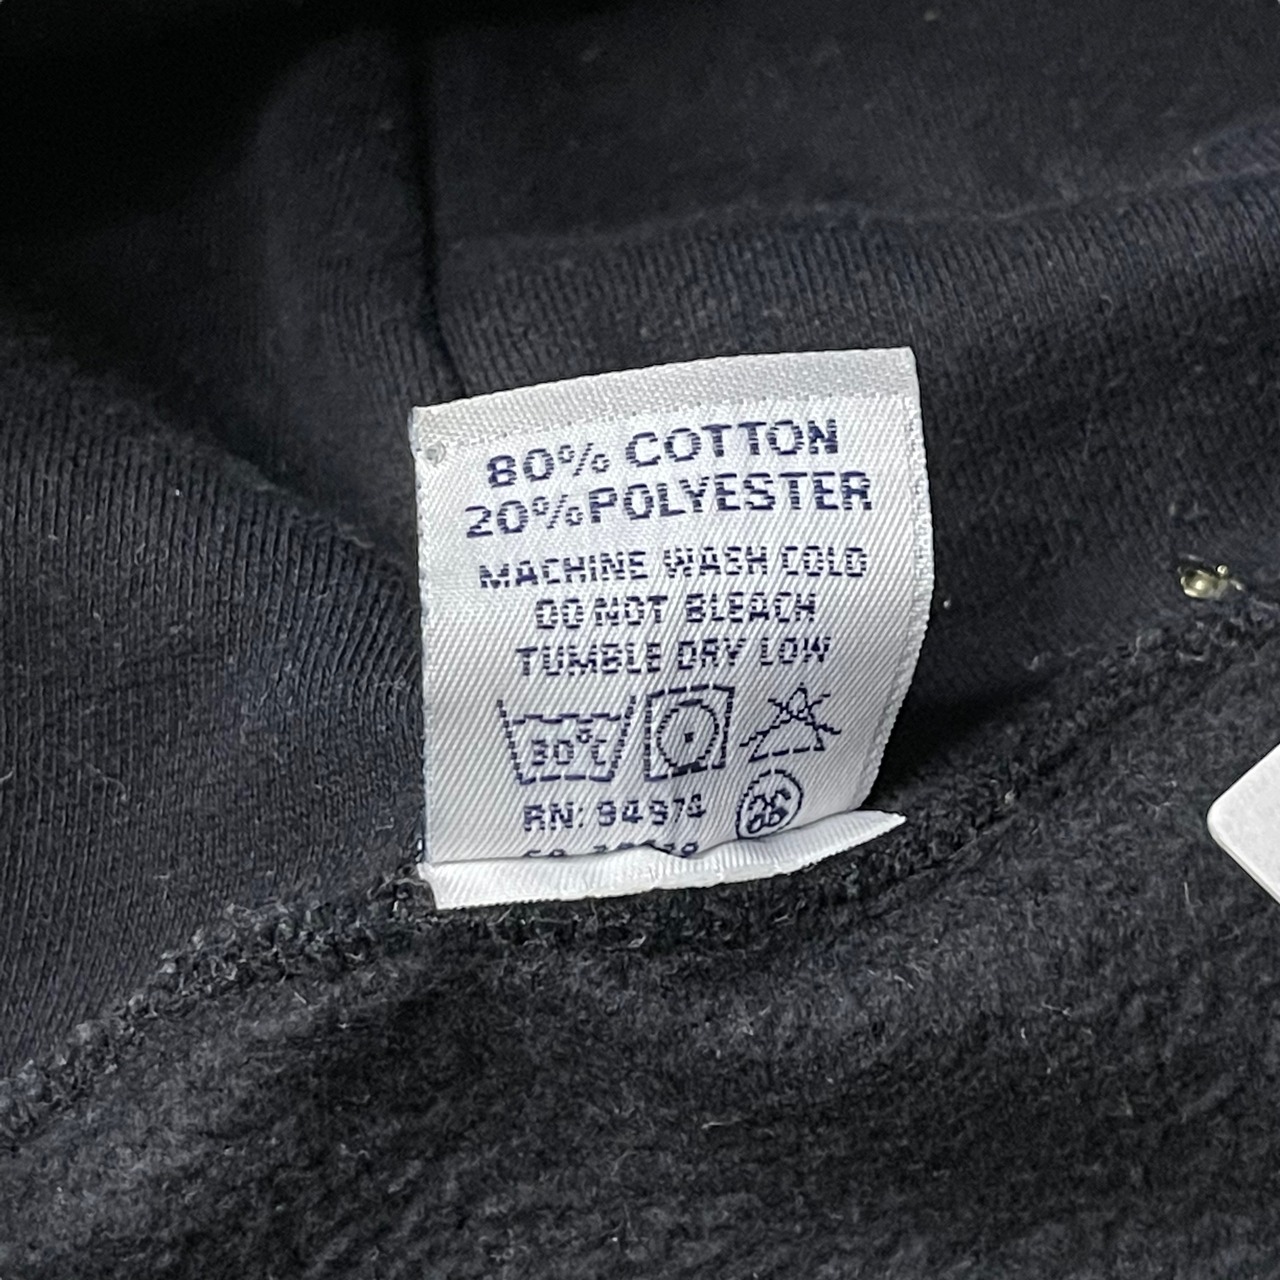 80% COTTON
20% POLYESTER
MACHINE WASH COLD
DO NOT BLEACH
TUMBLE DRY LOW
30°C
RN: 94974